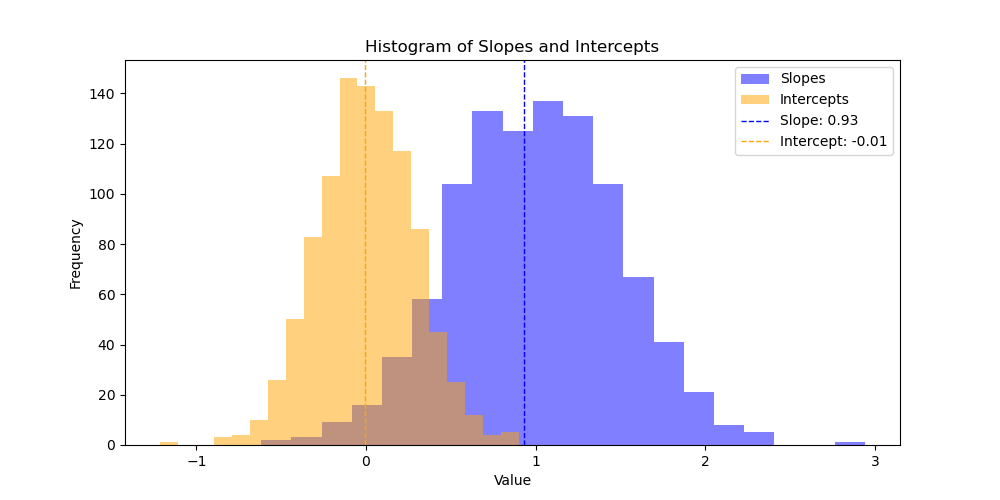 Histogram of Slopes and Intercepts
Slopes
Intercepts
Slope: 0.93
Intercept: -0.01
140
120
100
80
60
40
20
0
Frequency
−1
0
1
2
3
Value